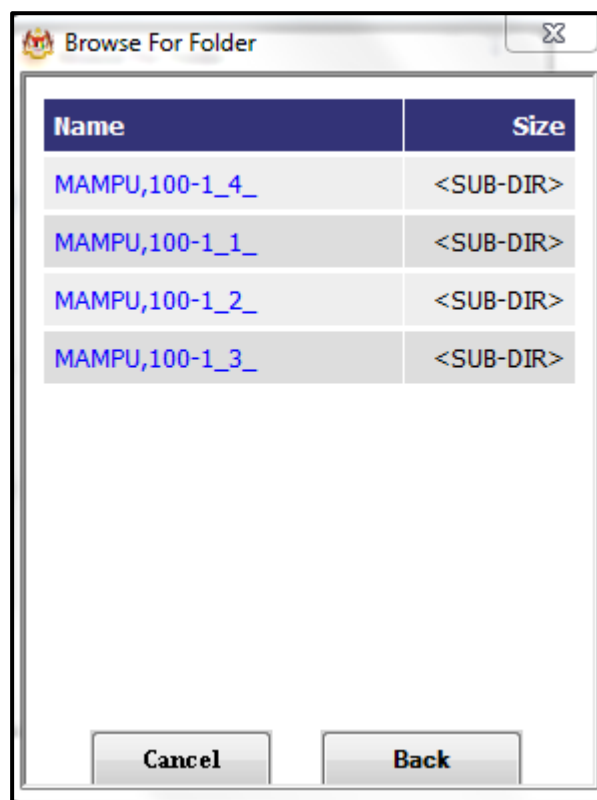 Browse For Folder
Name Size
MAMPU,100-1_4_ <SUB-DIR>
MAMPU,100-1_1_ <SUB-DIR>
MAMPU,100-1_2_ <SUB-DIR>
MAMPU,100-1_3_ <SUB-DIR>
Cancel Back